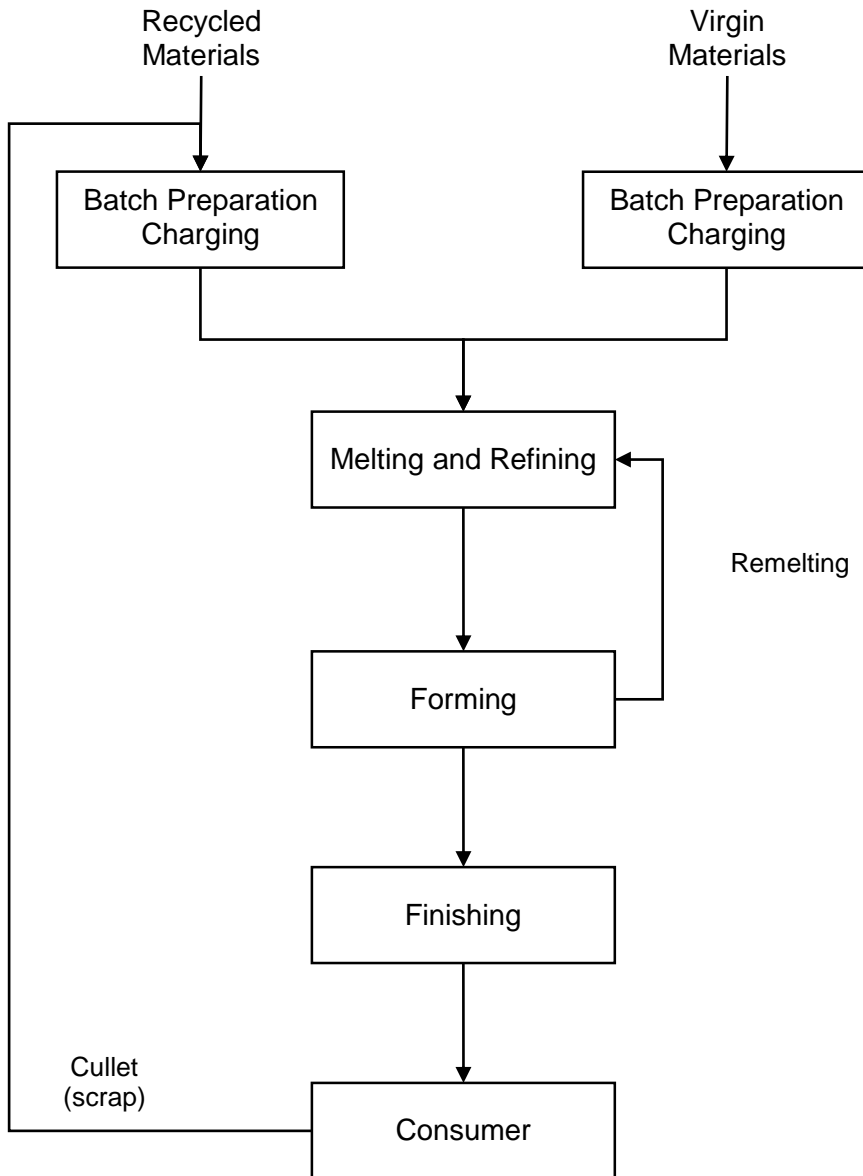 Recycled
Materials
Virgin
Materials
Batch Preparation
Charging
Batch Preparation
Charging
Melting and Refining
Remelting
Forming
Finishing
Cullet
(scrap)
Consumer